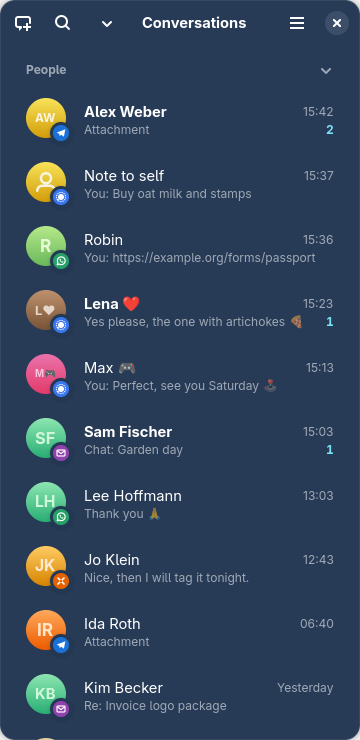 Conversations
People
AW
Alex Weber
15:42
Attachment
2
Note to self
15:37
You: Buy oat milk and stamps
R
Robin
15:36
You: https://example.org/forms/passport
L❤
Lena ❤️
15:23
Yes please, the one with artichokes 🍕
1
M🎮
Max 🎮
15:13
You: Perfect, see you Saturday 🕹️
SF
Sam Fischer
15:03
Chat: Garden day
1
LH
Lee Hoffmann
13:03
Thank you 🙏
JK
Jo Klein
12:43
Nice, then I will tag it tonight.
IR
Ida Roth
06:40
Attachment
KB
Kim Becker
Yesterday
Re: Invoice logo package